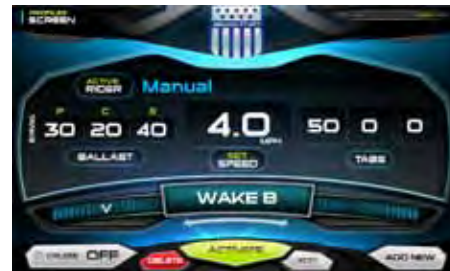 PROFILES
SCREEN
ACTIVE
RIDER
Manual
P C S
30 20 40
4.0
MPH
50 0 0
BALLAST
SET
SPEED
TABS
WAKE B
V
CRUISE OFF
DELETE
ACTIVATE
EDIT
ADD NEW